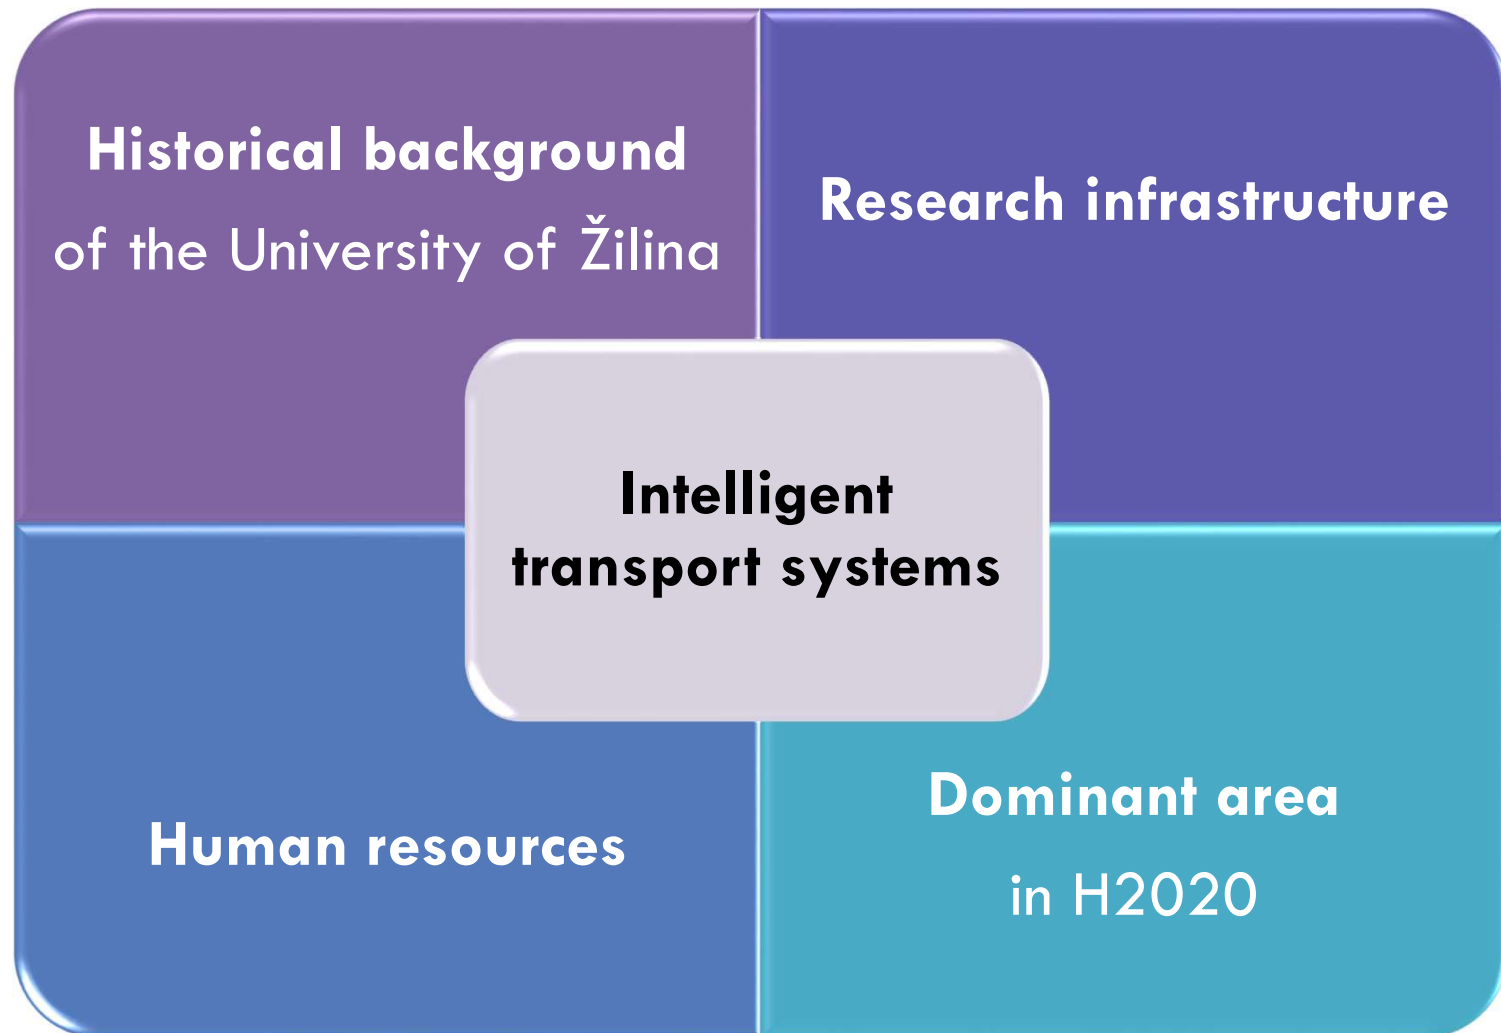 Historical background
of the University of Žilina
Research infrastructure
Intelligent
transport systems
Human resources
Dominant area
in H2020